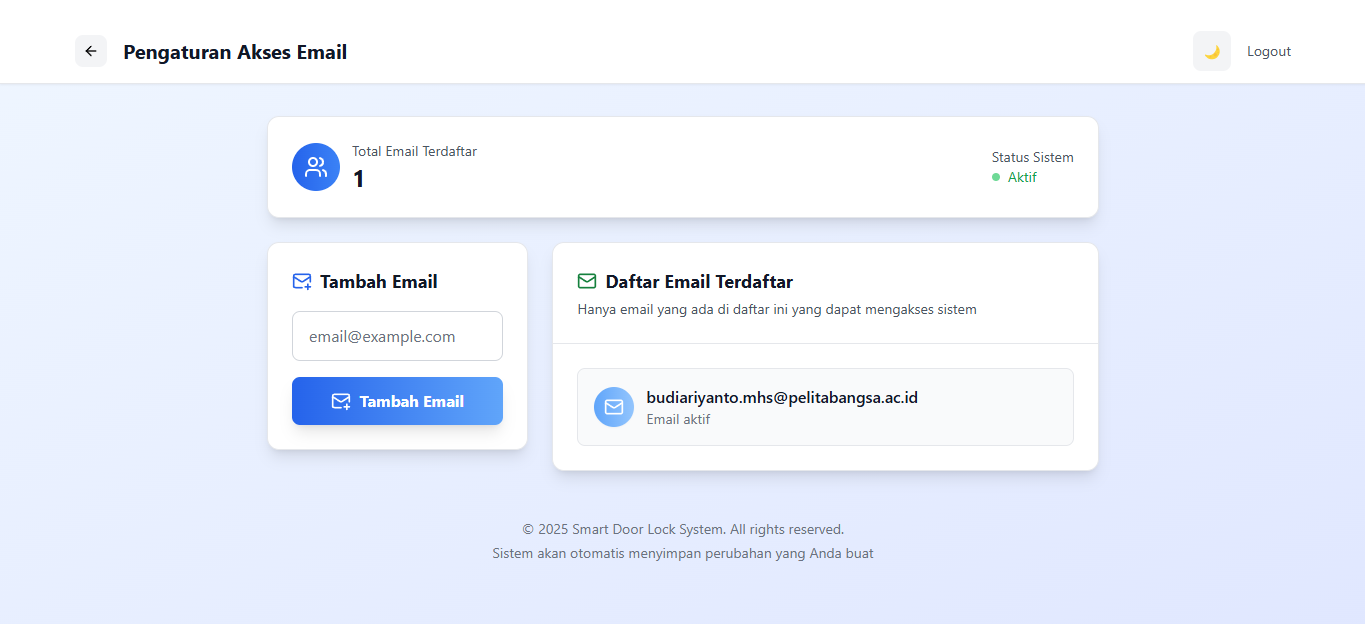 Pengaturan Akses Email
Logout
Total Email Terdaftar
1
Status Sistem
Aktif
Tambah Email
email@example.com
Tambah Email
Daftar Email Terdaftar
Hanya email yang ada di daftar ini yang dapat mengakses sistem
budiariyanto.mhs@pelitabangsa.ac.id
Email aktif
© 2025 Smart Door Lock System. All rights reserved.
Sistem akan otomatis menyimpan perubahan yang Anda buat